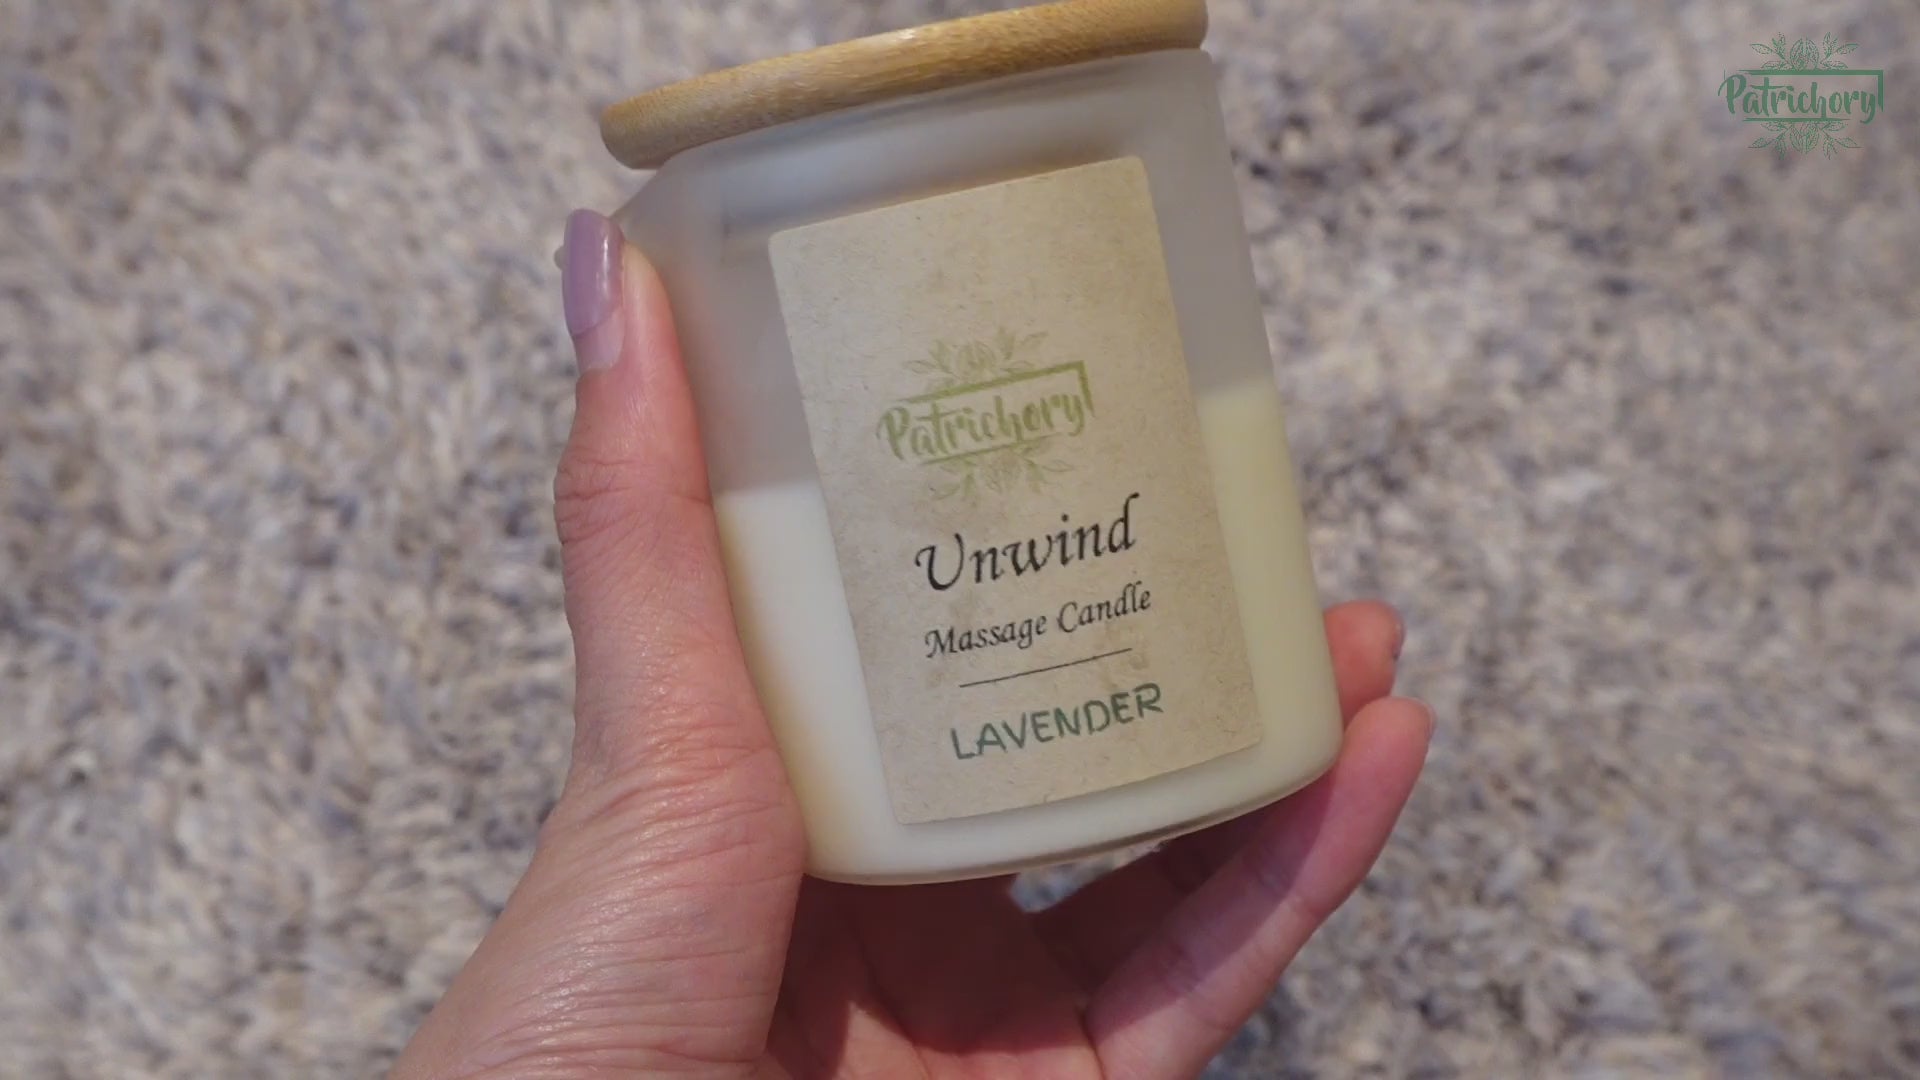 Patrichory
Patrichory
Unwind
Massage Candle
LAVENDER